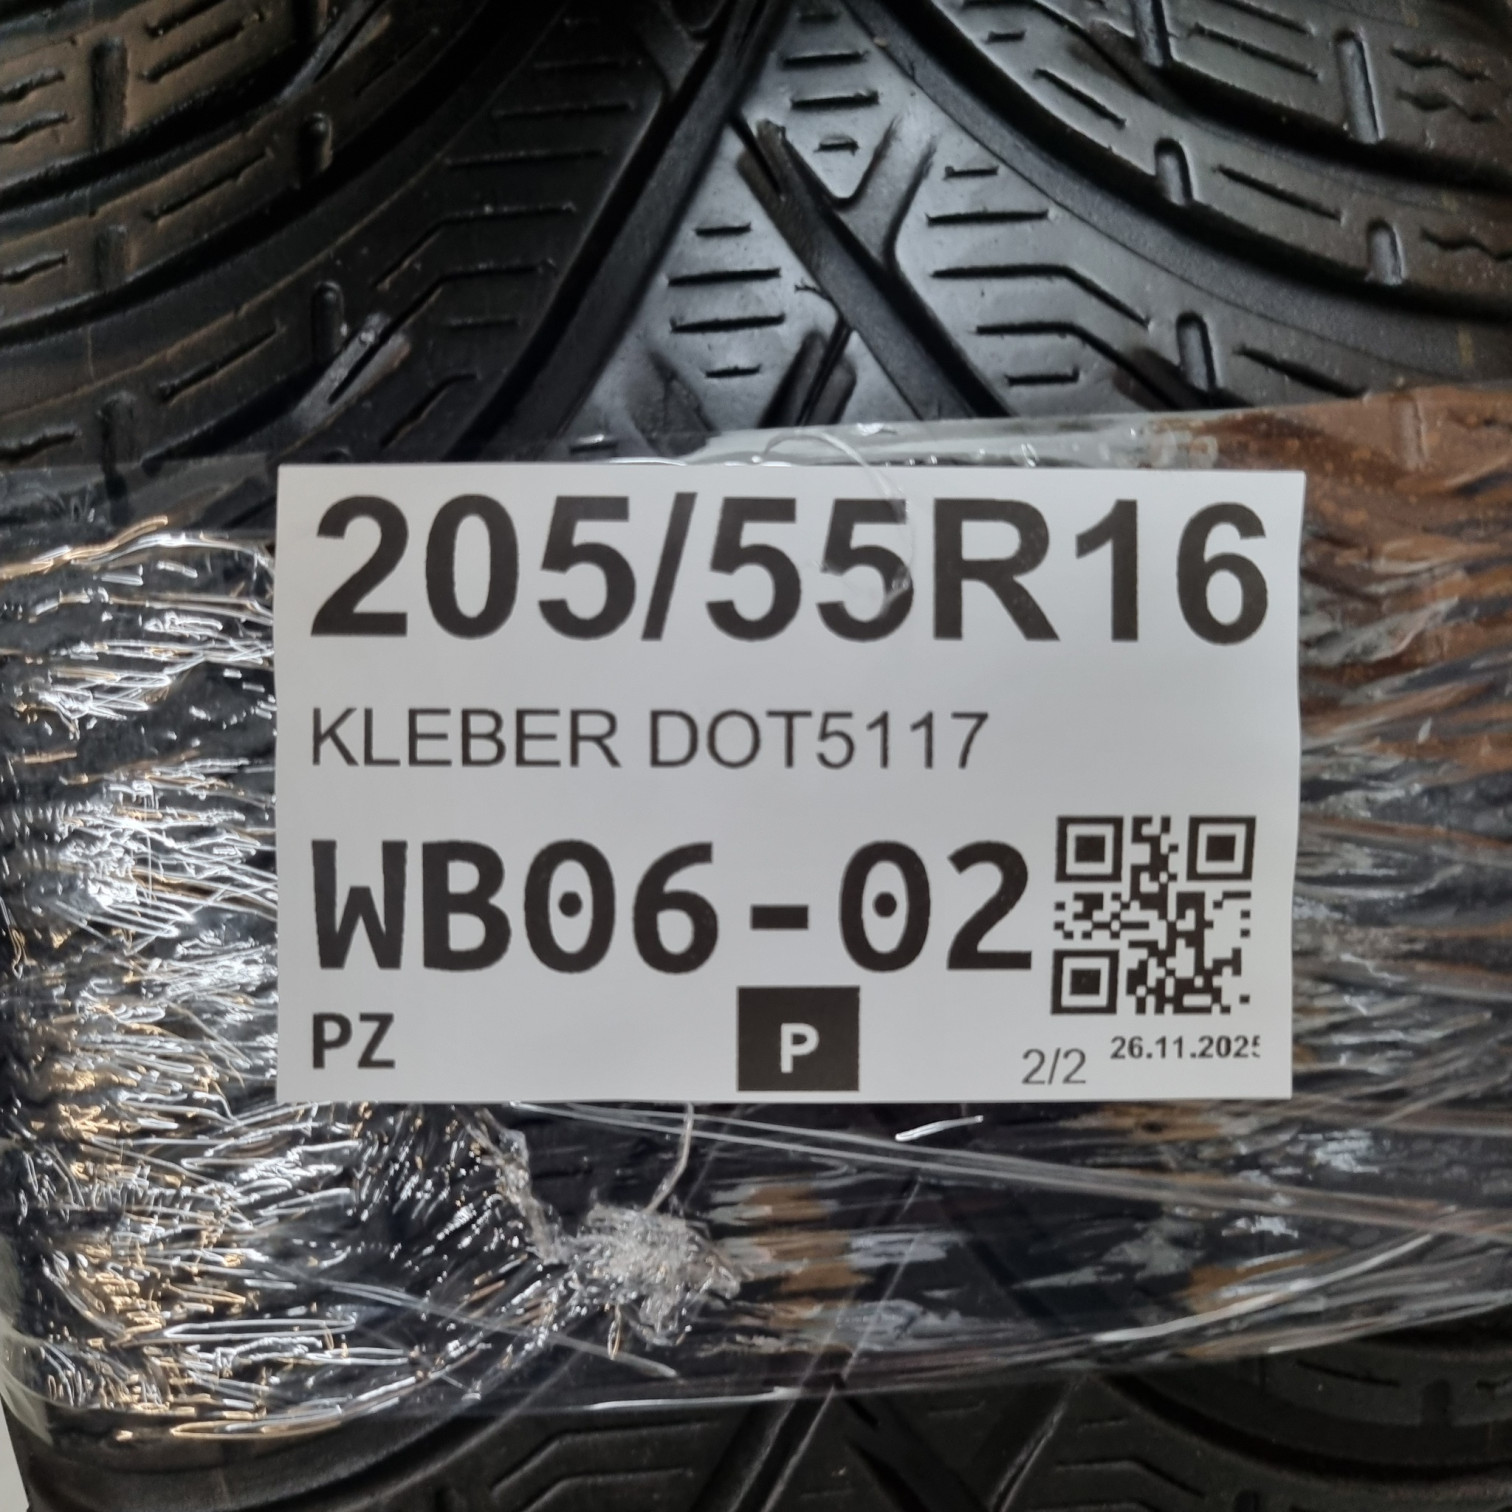 205/55R16
KLEBER DOT5117
WB06-02
PZ
P
2/2
26.11.2025